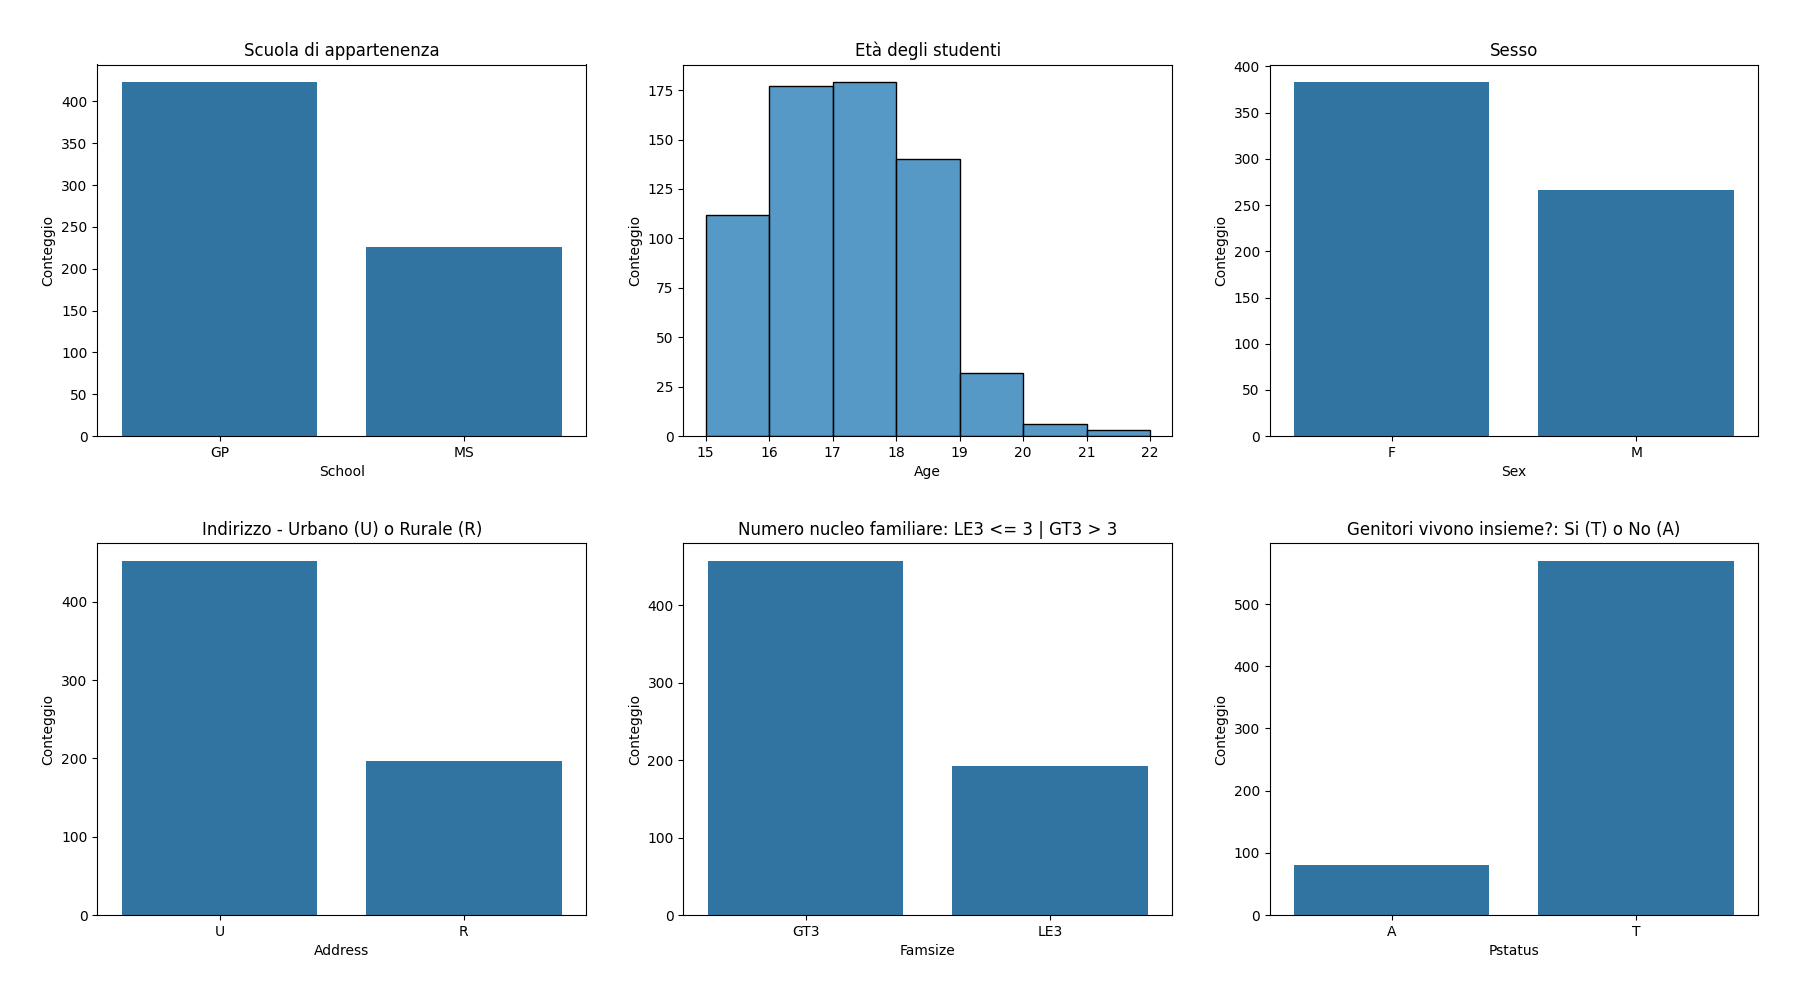 Scuola di appartenenza
400
350
300
250
200
150
100
50
0
Conteggio
GP MS
School
Età degli studenti
175
150
125
100
75
50
25
0
Conteggio
15 16 17 18 19 20 21 22
Age
Sesso
400
350
300
250
200
150
100
50
0
Conteggio
F M
Sex
Indirizzo - Urbano (U) o Rurale (R)
400
300
200
100
0
Conteggio
U R
Address
Numero nucleo familiare: LE3 <= 3 | GT3 > 3
400
300
200
100
0
Conteggio
GT3 LE3
Famsize
Genitori vivono insieme?: Si (T) o No (A)
500
400
300
200
100
0
Conteggio
A T
Pstatus